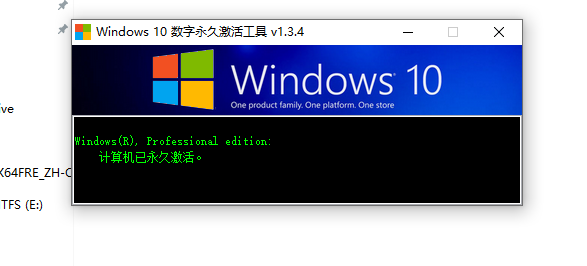 Windows 10 数字永久激活工具 v1.3.4
Windows 10
One product family. One platform. One store
ive
Windows(R), Professional edition:
计算机已永久激活。
X64FRE_ZH-C
TFS (E:)